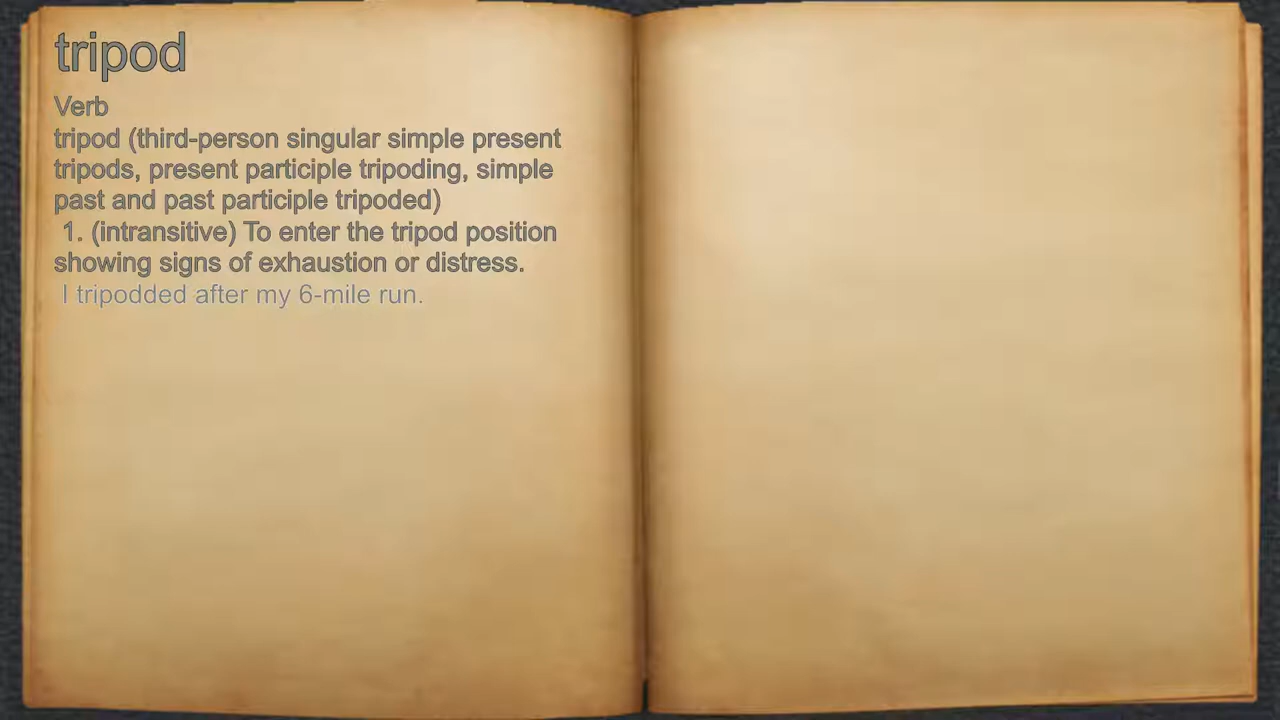 tripod
Verb
tripod (third-person singular simple present
tripods, present participle tripoding, simple
past and past participle tripoded)
1. (intransitive) To enter the tripod position
showing signs of exhaustion or distress.
I tripodded after my 6-mile run.